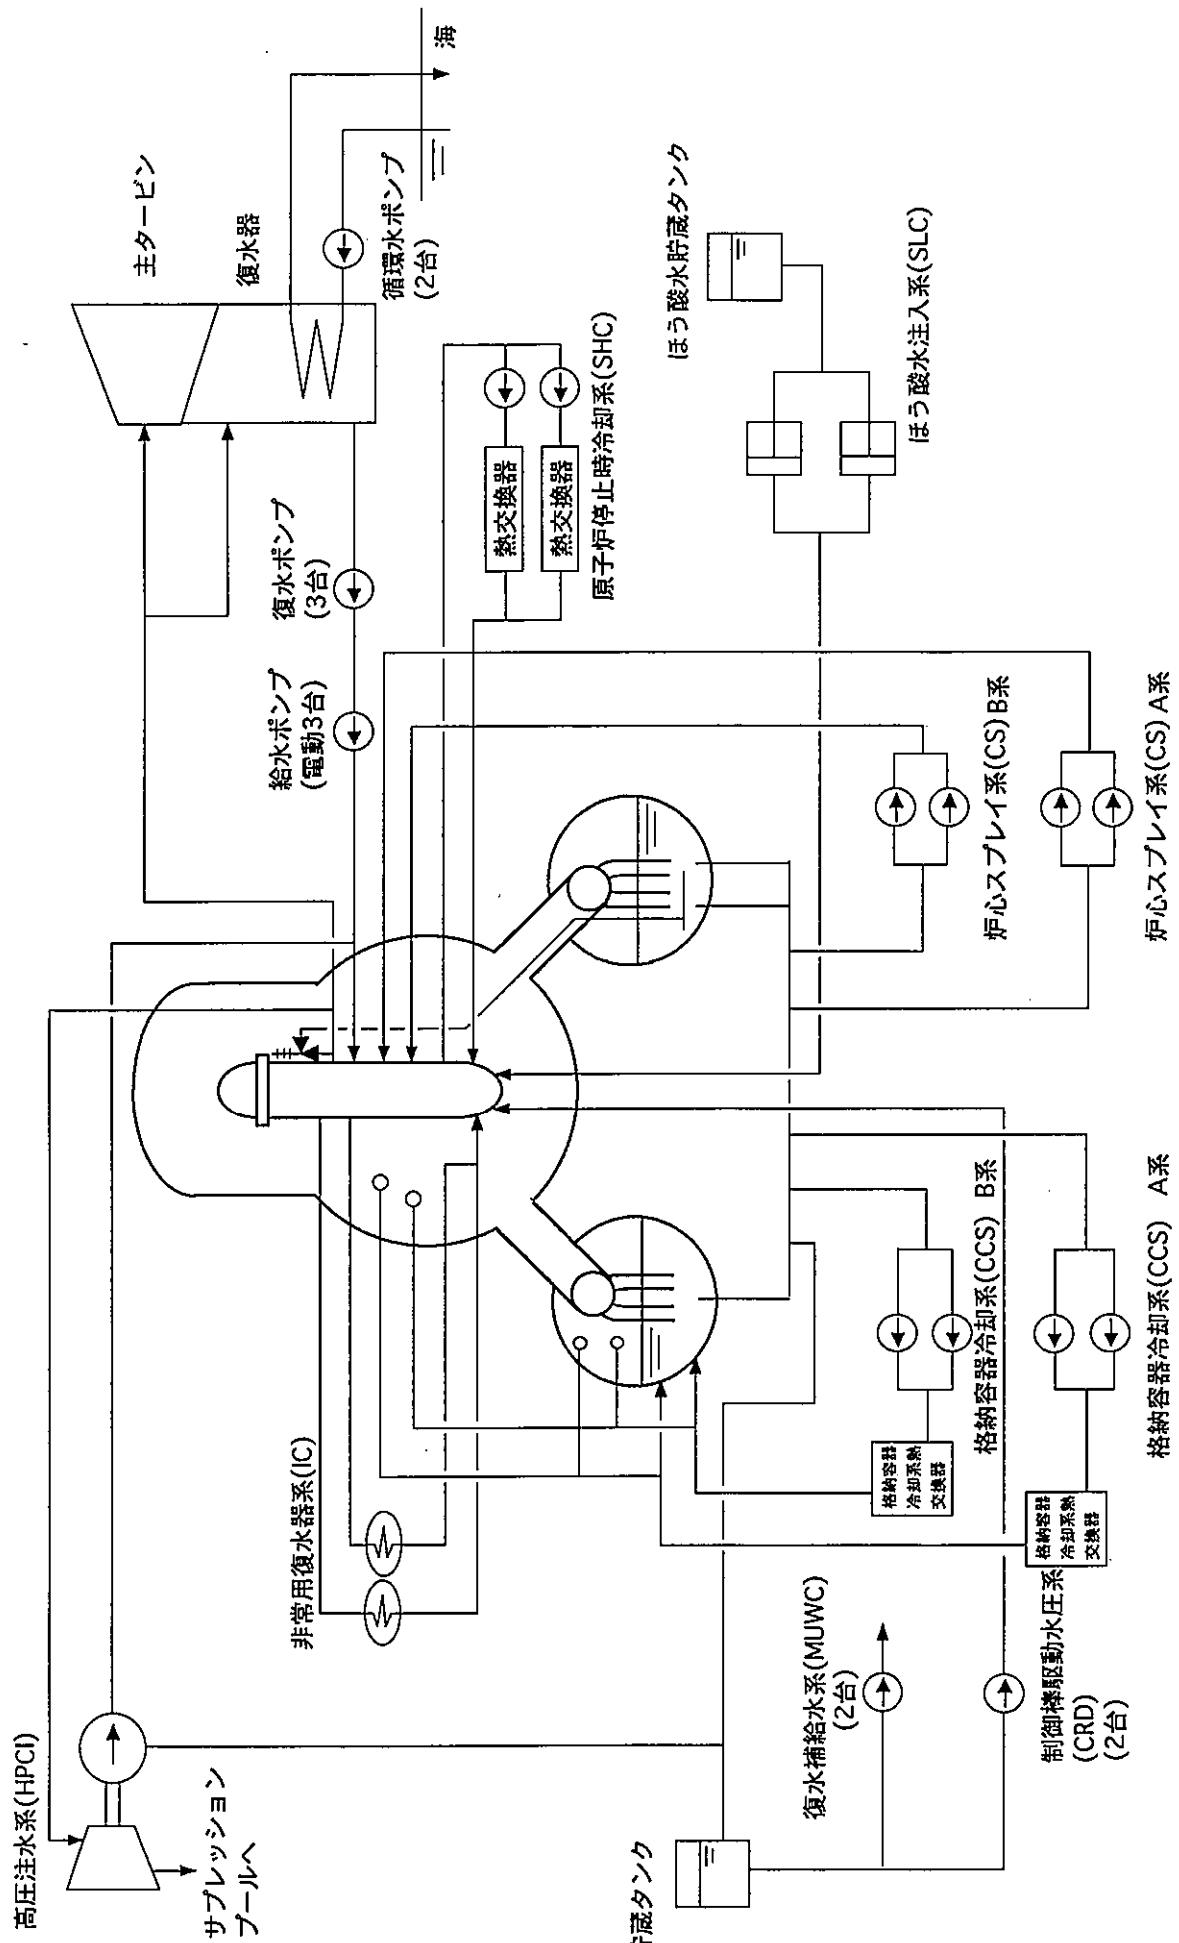 高圧注水系(HPCI)
サプレッション
プールへ
非常用復水器系(IC)
主タービン
復水器
循環水ポンプ
(2台)
海
復水ポンプ
(3台)
給水ポンプ
(電動3台)
熱交換器
熱交換器
原子炉停止時冷却系(SHC)
ほう酸水貯蔵タンク
ほう酸水注入系(SLC)
炉心スプレイ系(CS) B系
炉心スプレイ系(CS) A系
格納容器
冷却系熱
交換器
格納容器冷却系(CCS) B系
格納容器
冷却系熱
交換器
格納容器冷却系(CCS) A系
復水補給水系(MUWC)
(2台)
制御棒駆動水圧系
(CRD)
(2台)
貯蔵タンク